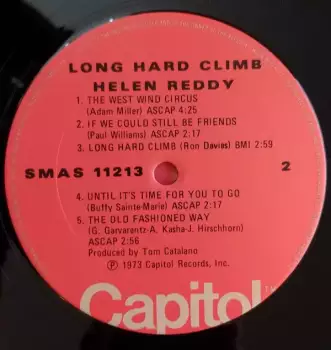 LONG HARD CLIMB
HELEN REDDY
1. THE WEST WIND CIRCUS
(Adam Miller) ASCAP 4:25
2. IF WE COULD STILL BE FRIENDS
(Paul Williams) ASCAP 2:17
3. LONG HARD CLIMB (Ron Davies) BMI 2:59
SMAS 11213 2
4. UNTIL IT'S TIME FOR YOU TO GO
(Buffy Sainte-Marie) ASCAP 2:17
5. THE OLD FASHIONED WAY
(G. Garvarentz-A. Kasha-J. Hirschhorn)
ASCAP 2:56
Produced by Tom Catalano
Ⓟ 1973 Capitol Records, Inc.
Capitol